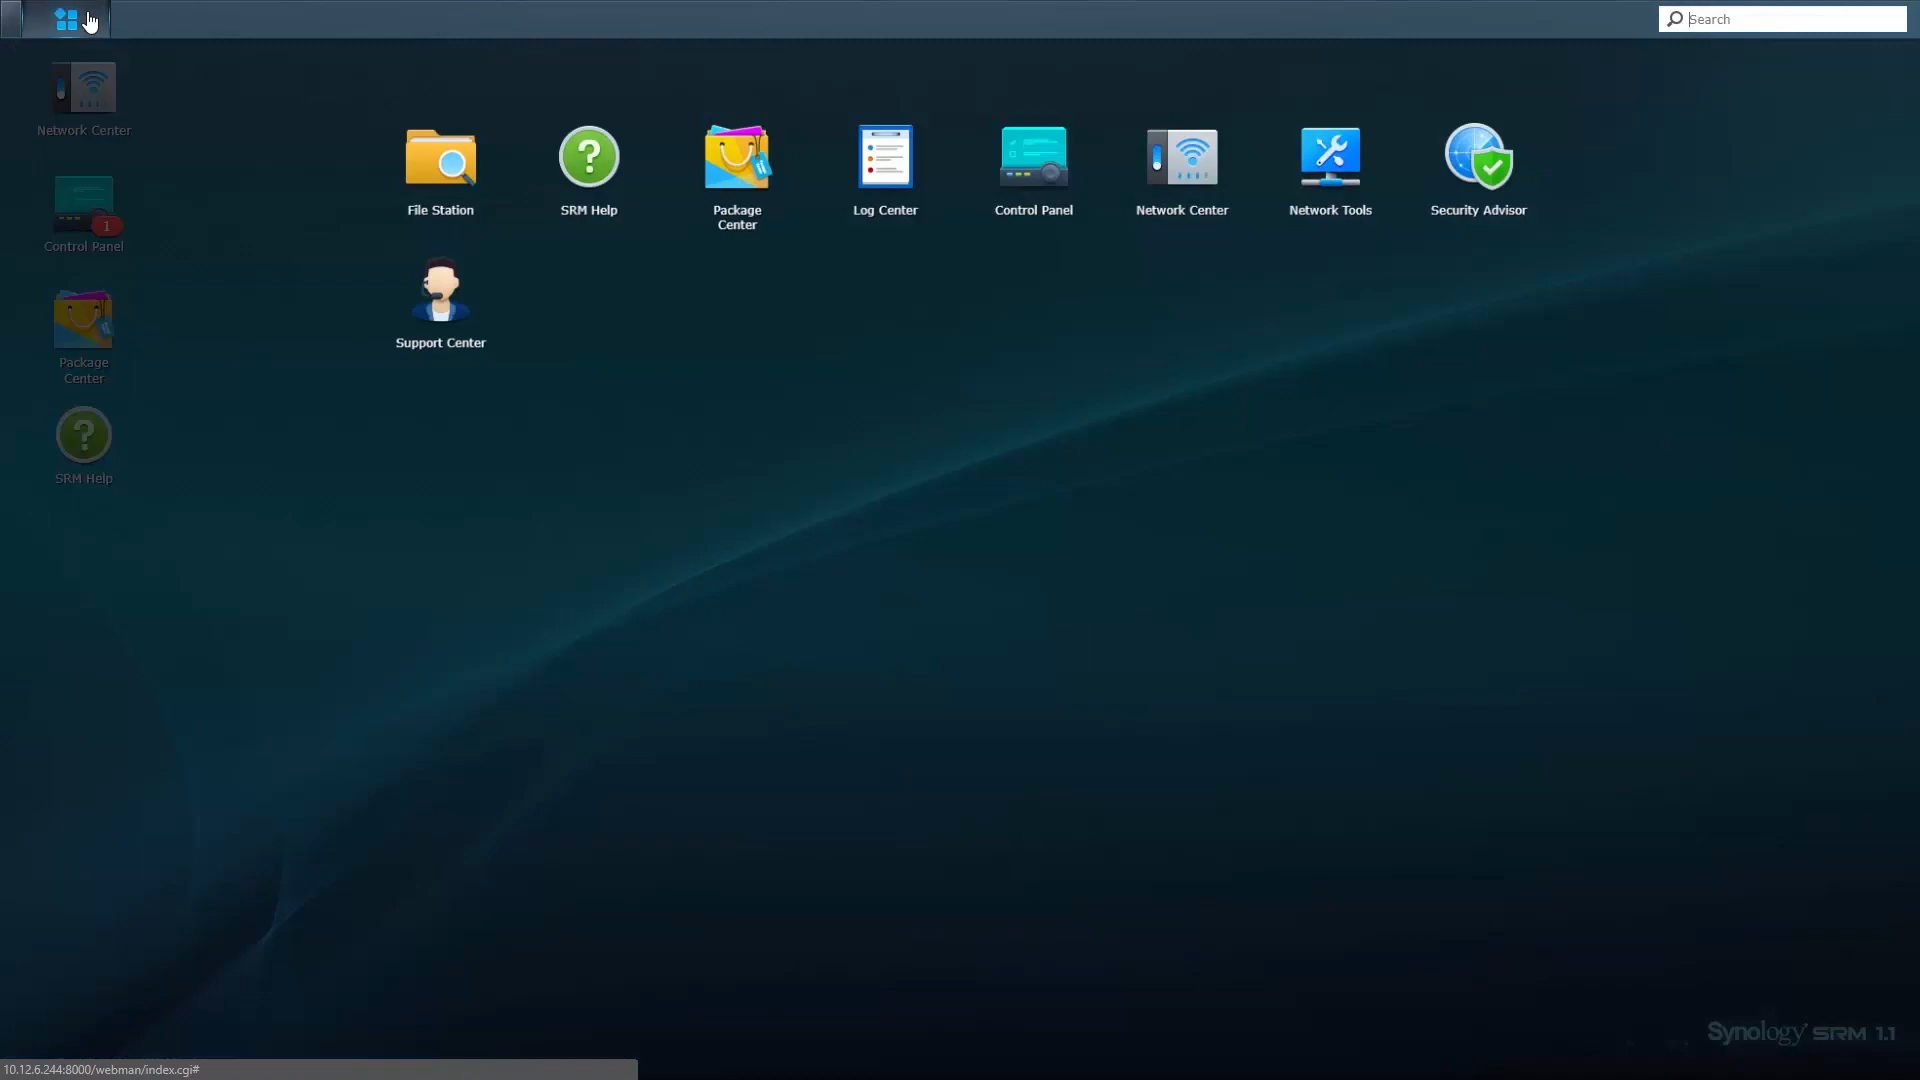 Search
Network Center
1
Control Panel
Package
Center
SRM Help
File Station
SRM Help
Package
Center
Log Center
Control Panel
Network Center
Network Tools
Security Advisor
Support Center
Synology SRM 1.1
10.12.6.244:8000/webman/index.cgi#